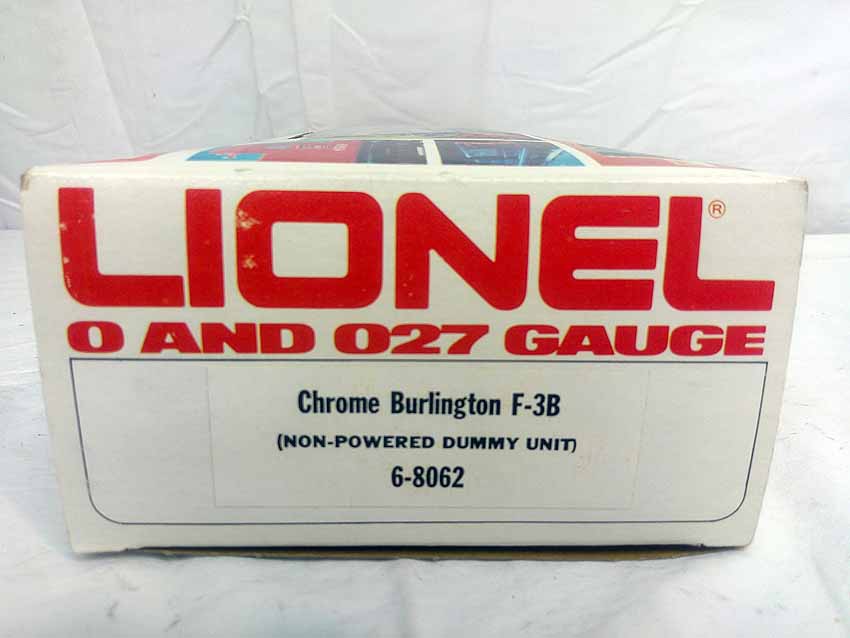 LIONEL®
O AND O27 GAUGE
Chrome Burlington F-3B
(NON-POWERED DUMMY UNIT)
6-8062